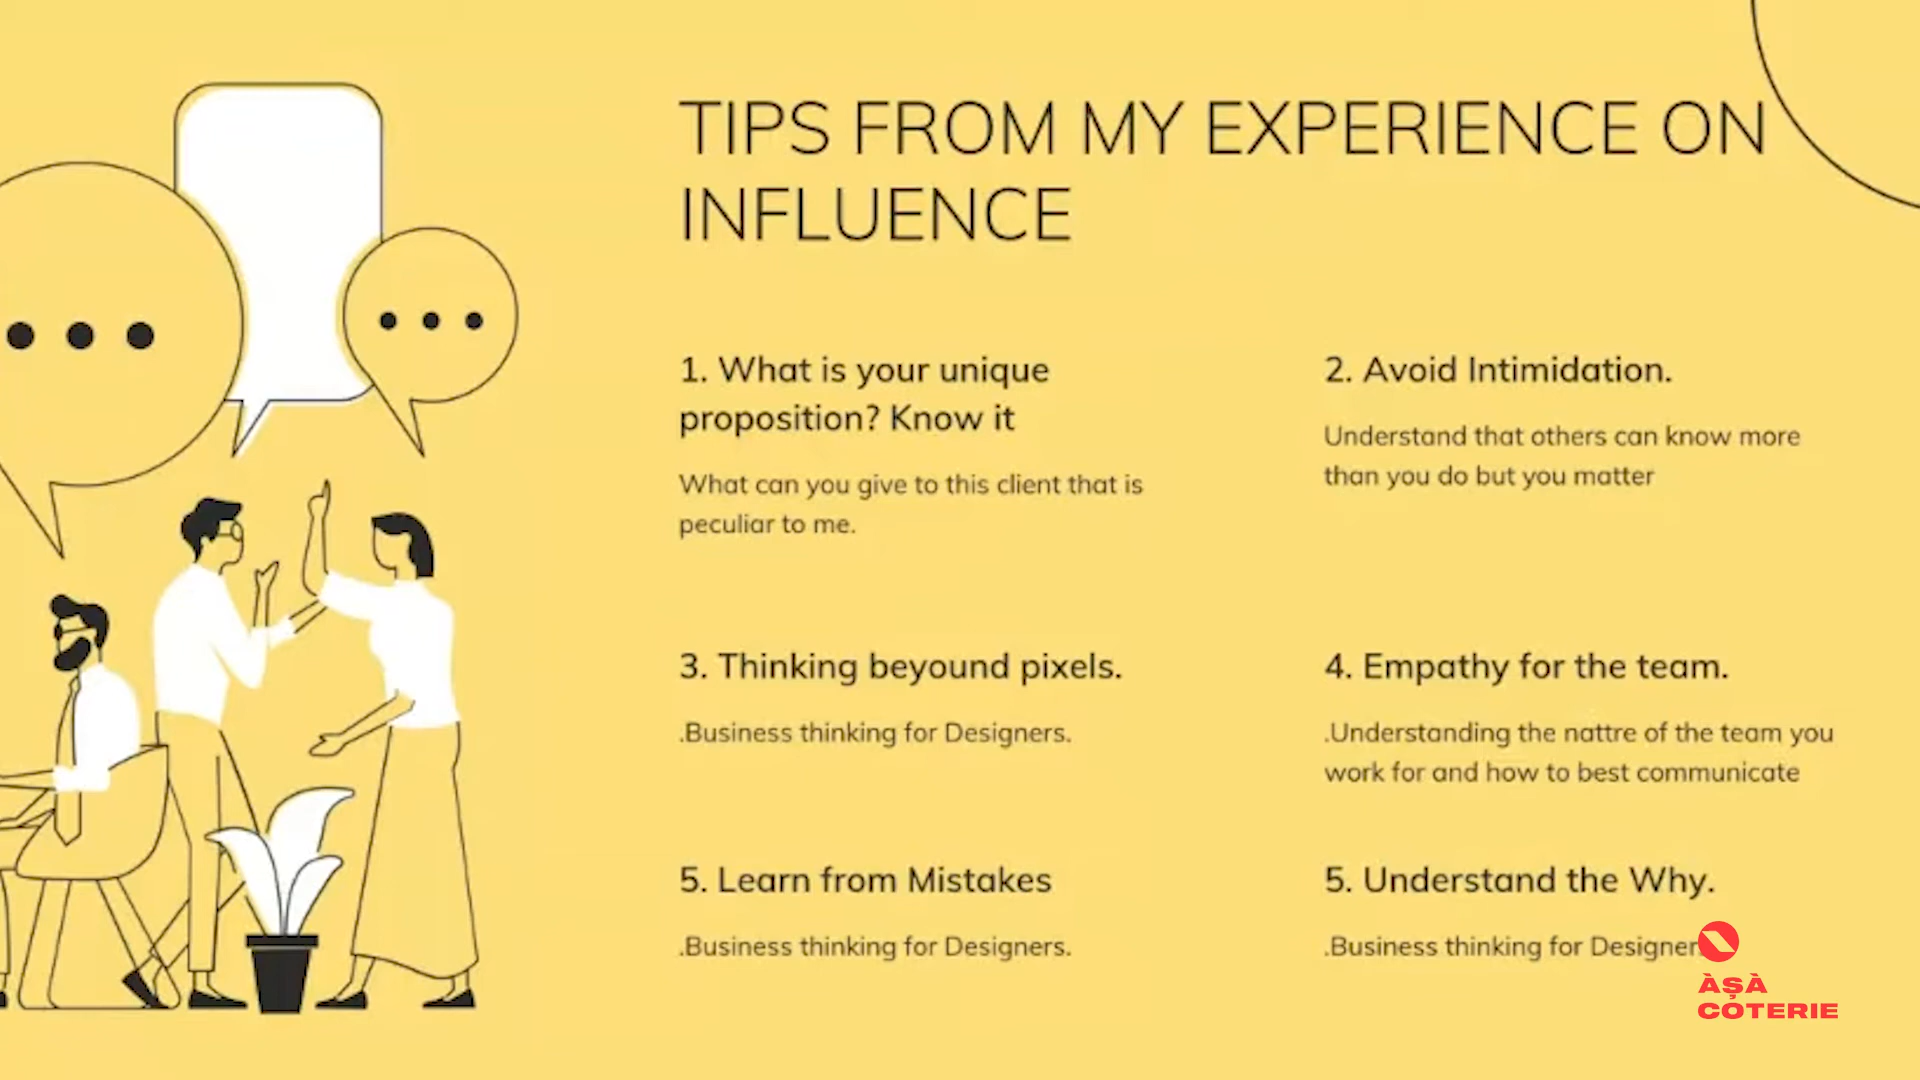 TIPS FROM MY EXPERIENCE ON
INFLUENCE
1. What is your unique
proposition? Know it
What can you give to this client that is
peculiar to me.
2. Avoid Intimidation.
Understand that others can know more
than you do but you matter
3. Thinking beyound pixels.
.Business thinking for Designers.
4. Empathy for the team.
.Understanding the nattre of the team you
work for and how to best communicate
5. Learn from Mistakes
.Business thinking for Designers.
5. Understand the Why.
.Business thinking for Designer
ÀṢÀ
CÓTERIE